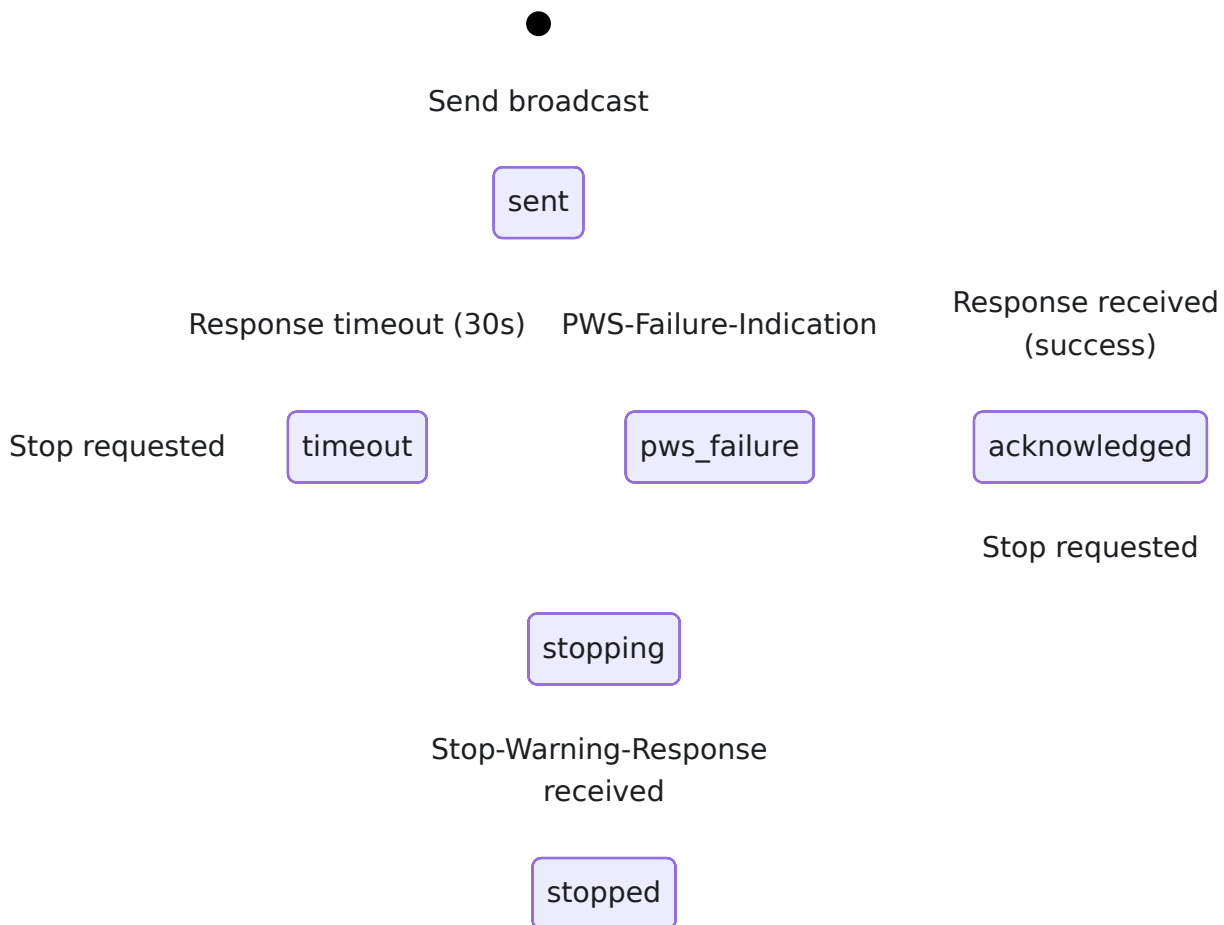 Send broadcast
sent
Response timeout (30s)
PWS-Failure-Indication
Response received
(success)
Stop requested
timeout
pws_failure
acknowledged
Stop requested
stopping
Stop-Warning-Response
received
stopped